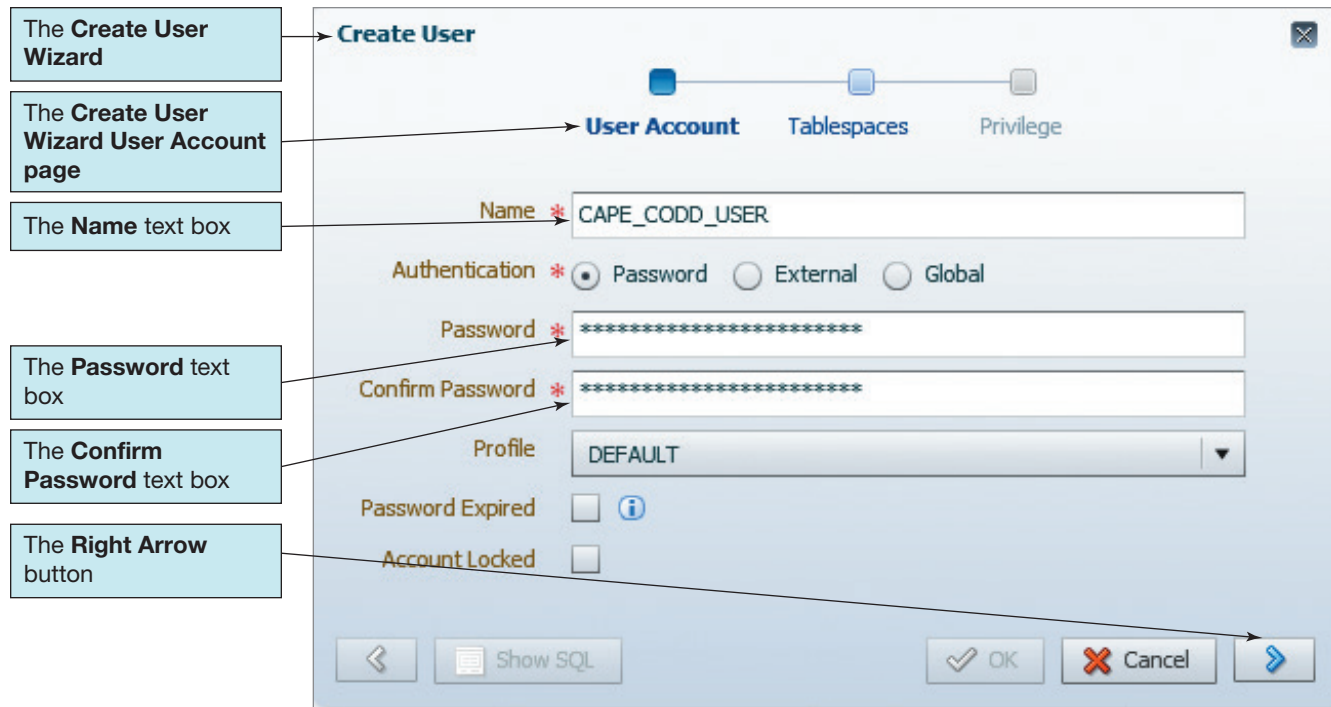 The Create User
Wizard
The Create User
Wizard User Account
page
The Name text box
The Password text
box
The Confirm
Password text box
The Right Arrow
button
Create User
User Account
Tablespaces
Privilege
Name * CAPE_CODD_USER
Authentication * Password External Global
Password * ***********************
Confirm Password * ***********************
Profile DEFAULT
Password Expired
Account Locked
Show SQL
OK
Cancel